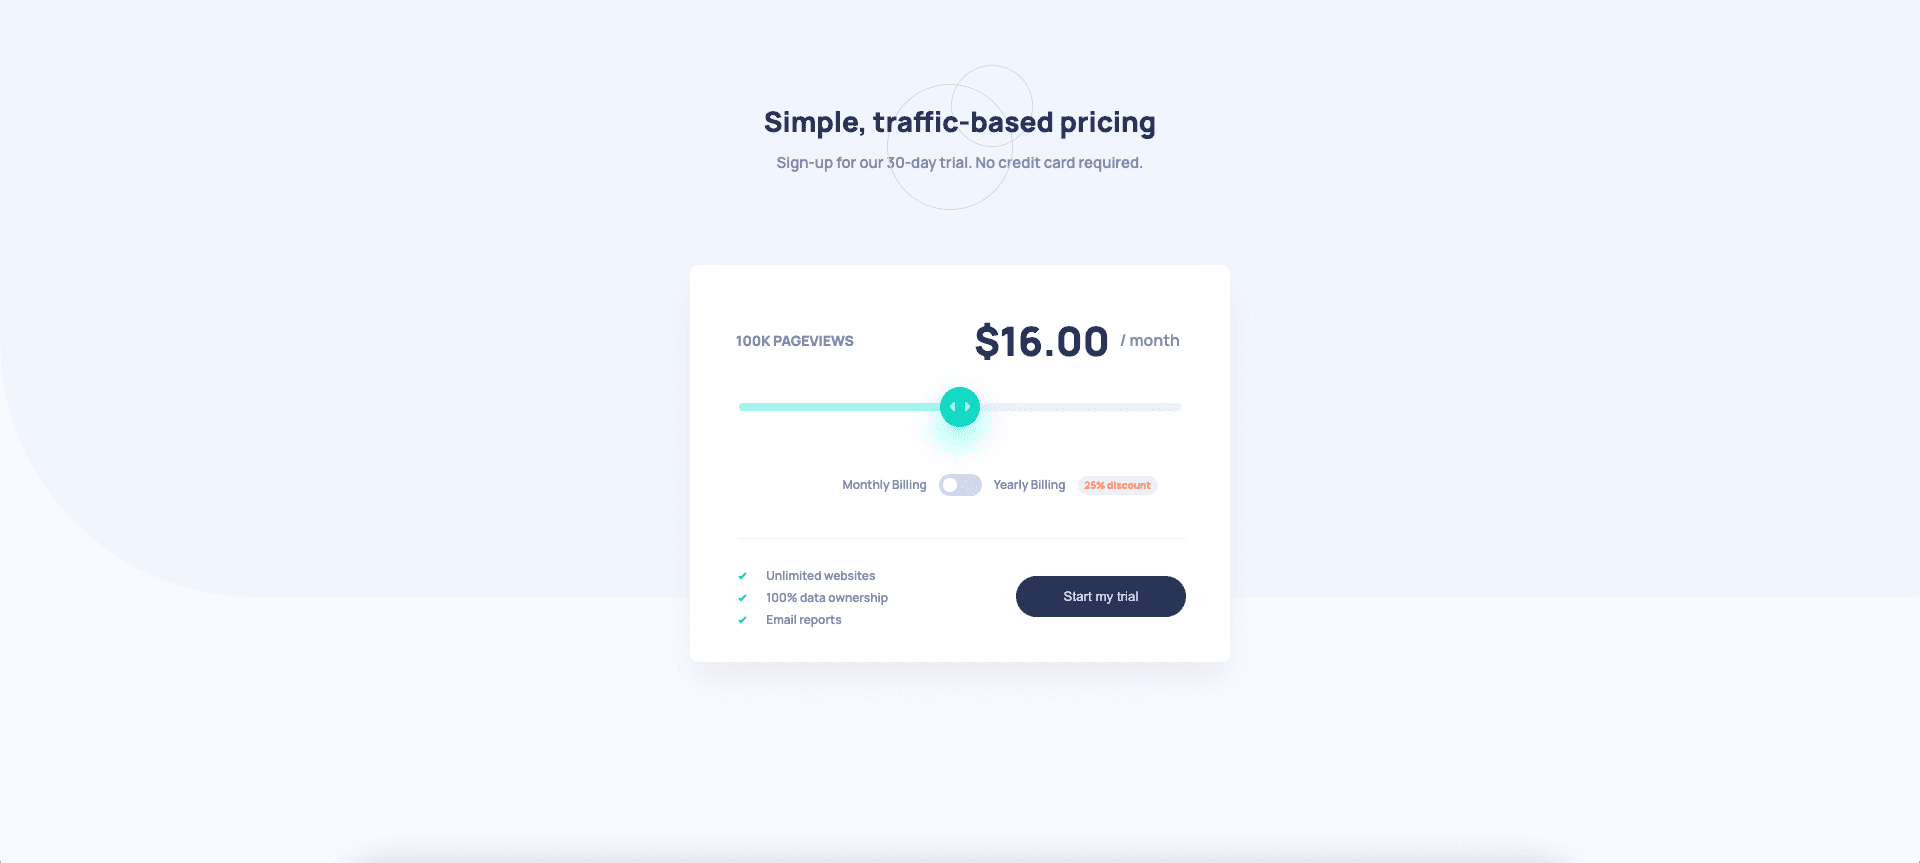 Simple, traffic-based pricing
Sign-up for our 30-day trial. No credit card required.
100K PAGEVIEWS
$16.00 / month
Monthly Billing
Yearly Billing
25% discount
Unlimited websites
100% data ownership
Email reports
Start my trial